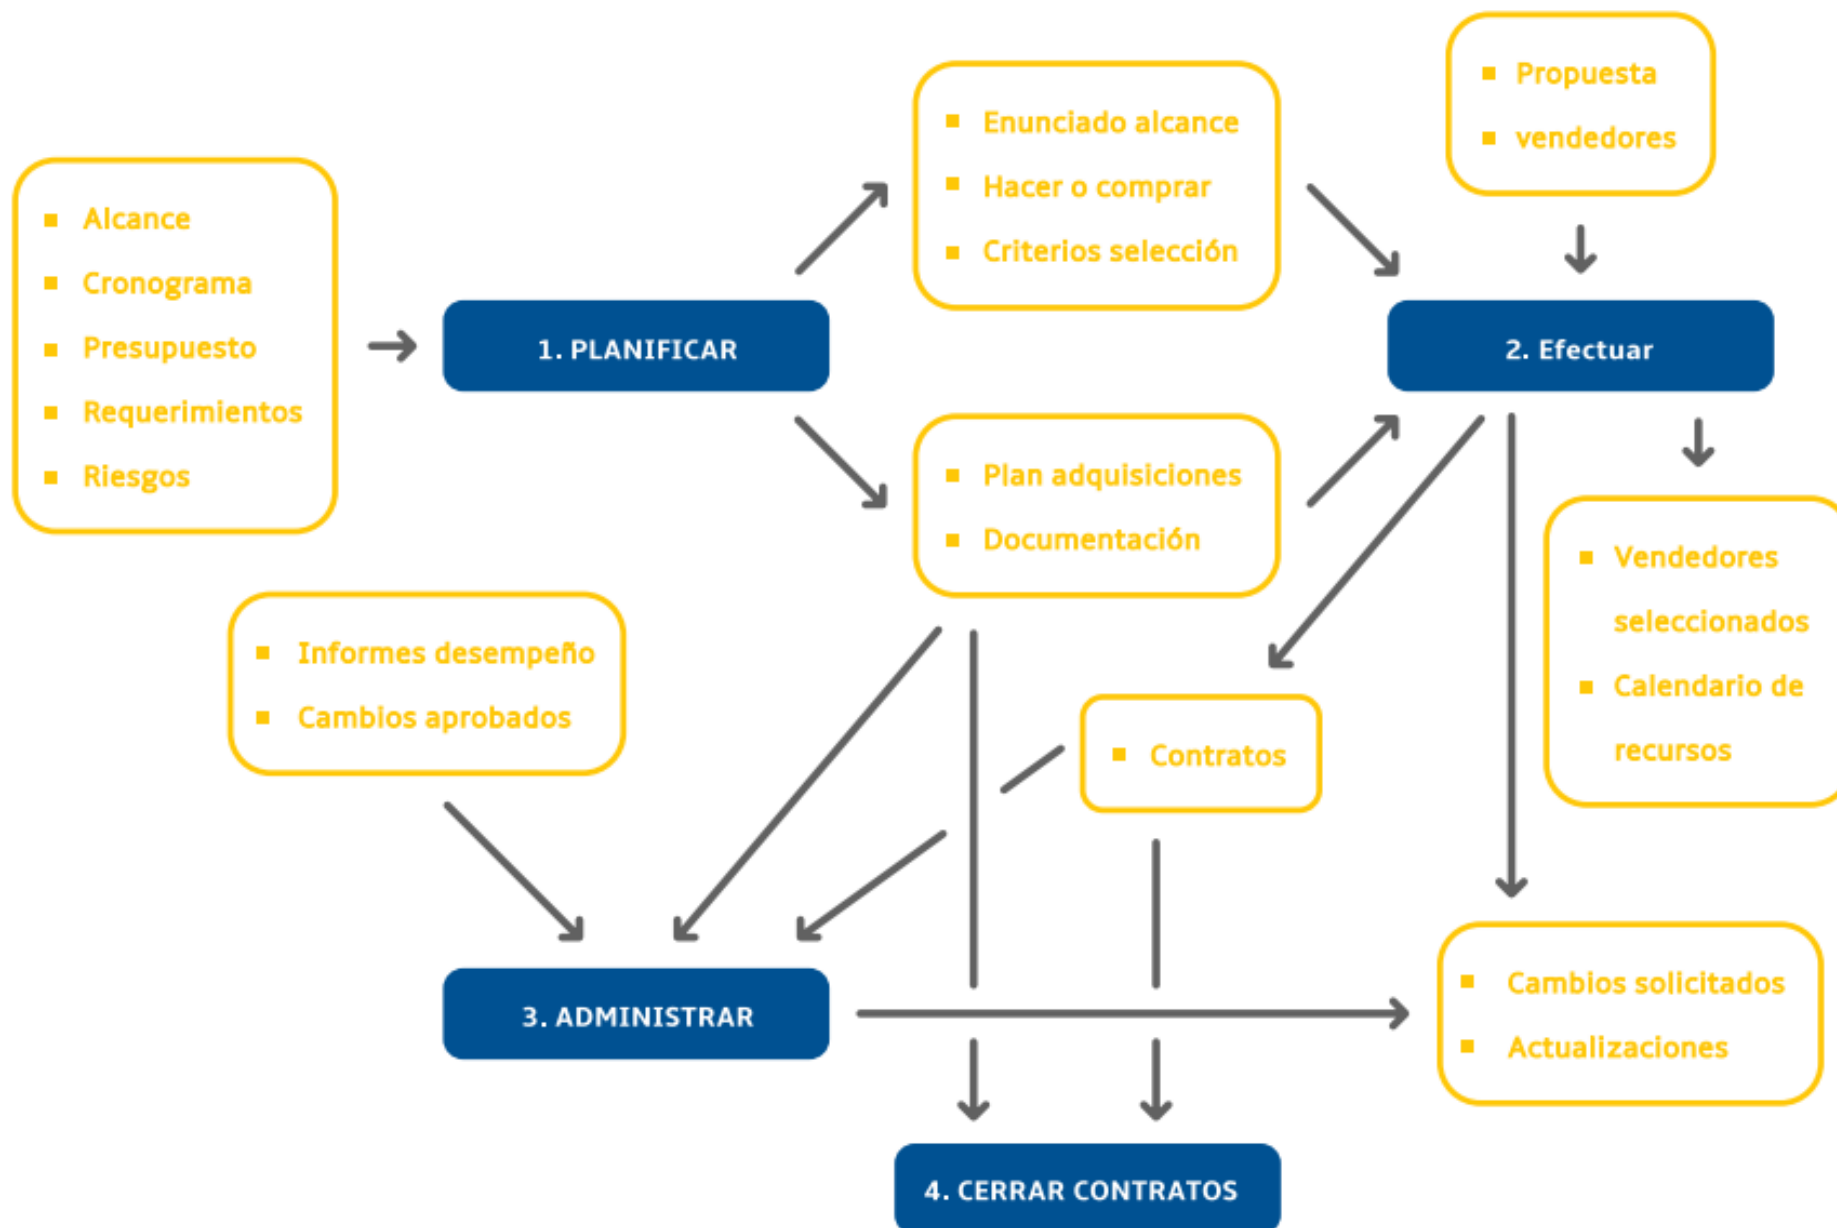 Alcance
Cronograma
Presupuesto
Requerimientos
Riesgos
1. PLANIFICAR
Enunciado alcance
Hacer o comprar
Criterios selección
Propuesta
vendedores
2. Efectuar
Plan adquisiciones
Documentación
Vendedores
seleccionados
Calendario de
recursos
Informes desempeño
Cambios aprobados
Contratos
3. ADMINISTRAR
Cambios solicitados
Actualizaciones
4. CERRAR CONTRATOS